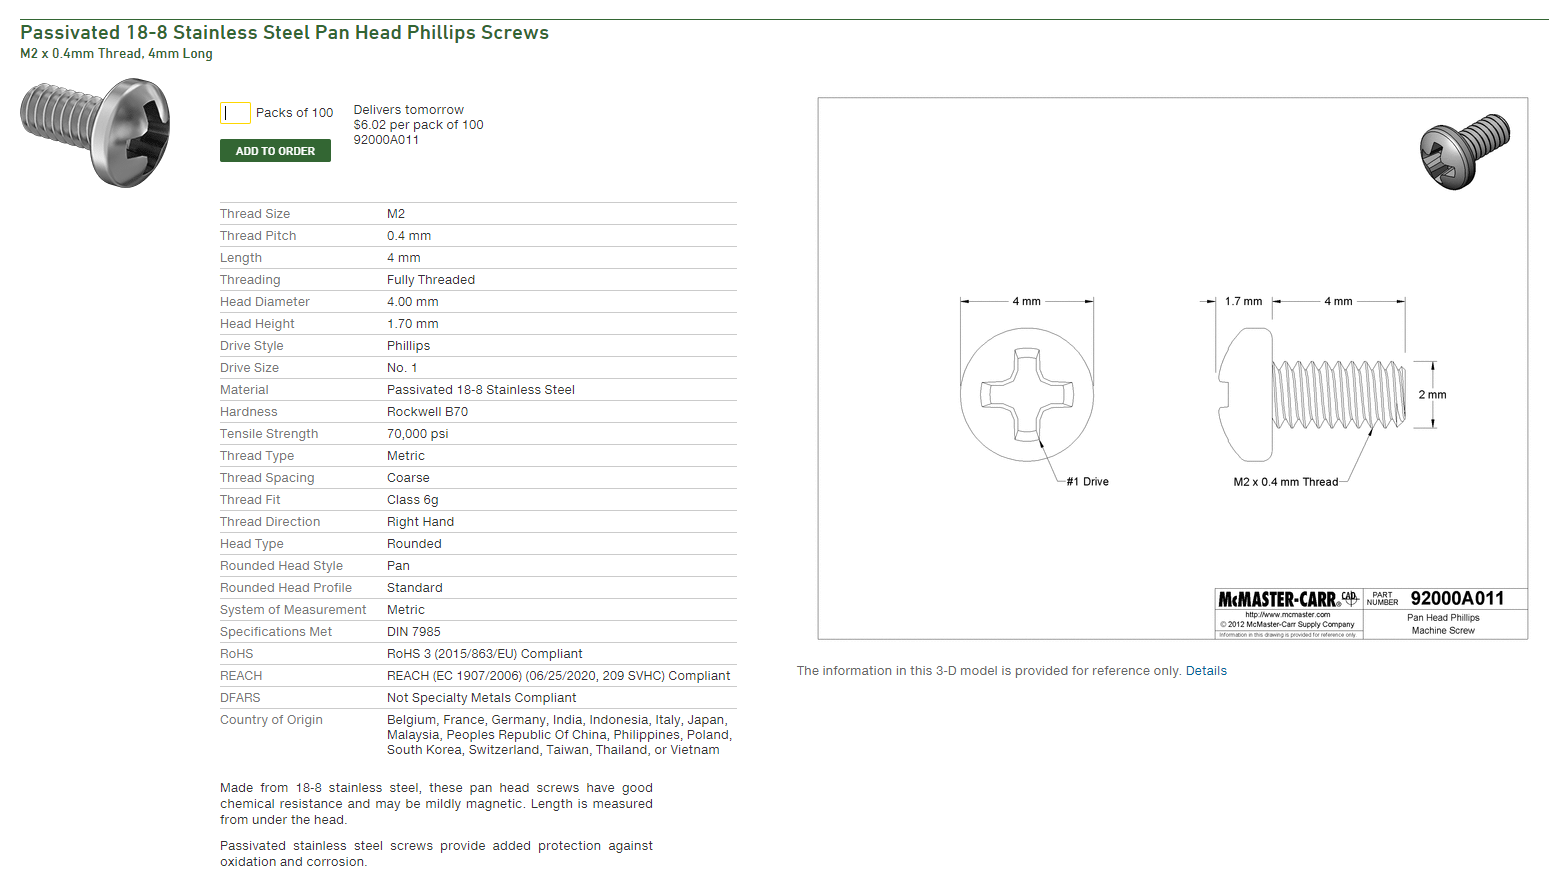 Passivated 18-8 Stainless Steel Pan Head Phillips Screws
M2 x 0.4mm Thread, 4mm Long
Packs of 100
ADD TO ORDER
Delivers tomorrow
$6.02 per pack of 100
92000A011
Thread Size M2
Thread Pitch 0.4 mm
Length 4 mm
Threading Fully Threaded
Head Diameter 4.00 mm
Head Height 1.70 mm
Drive Style Phillips
Drive Size No. 1
Material Passivated 18-8 Stainless Steel
Hardness Rockwell B70
Tensile Strength 70,000 psi
Thread Type Metric
Thread Spacing Coarse
Thread Fit Class 6g
Thread Direction Right Hand
Head Type Rounded
Rounded Head Style Pan
Rounded Head Profile Standard
System of Measurement Metric
Specifications Met DIN 7985
RoHS RoHS 3 (2015/863/EU) Compliant
REACH REACH (EC 1907/2006) (06/25/2020, 209 SVHC) Compliant
DFARS Not Specialty Metals Compliant
Country of Origin Belgium, France, Germany, India, Indonesia, Italy, Japan,
Malaysia, Peoples Republic Of China, Philippines, Poland,
South Korea, Switzerland, Taiwan, Thailand, or Vietnam
Made from 18-8 stainless steel, these pan head screws have good
chemical resistance and may be mildly magnetic. Length is measured
from under the head.
Passivated stainless steel screws provide added protection against
oxidation and corrosion.
4 mm
1.7 mm
4 mm
2 mm
#1 Drive
M2 x 0.4 mm Thread
McMASTER-CARR® CAD
http://www.mcmaster.com
© 2012 McMaster-Carr Supply Company
Information in this drawing is provided for reference only.
PART
NUMBER
92000A011
Pan Head Phillips
Machine Screw
The information in this 3-D model is provided for reference only. Details